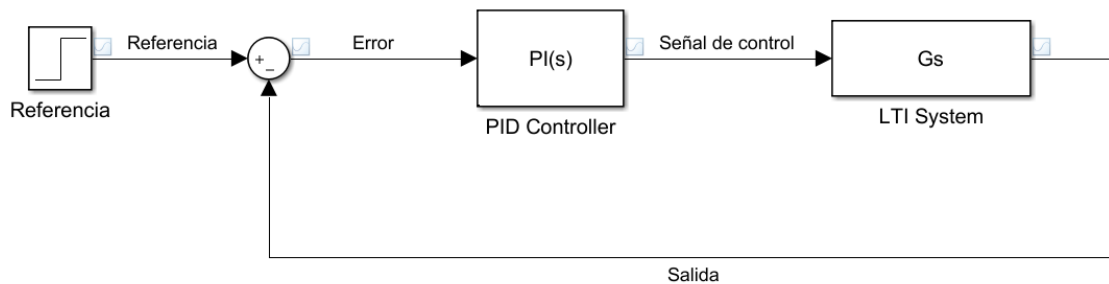 Referencia
Error
PI(s)
Señal de control
Gs
Referencia
PID Controller
LTI System
Salida